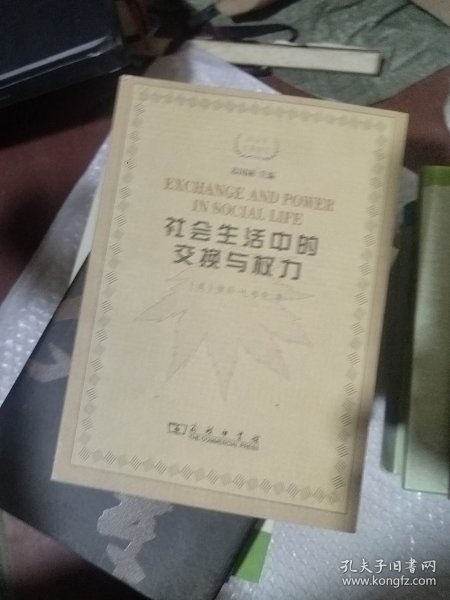 EXCHANGE AND POWER
IN SOCIAL LIFE
社会生活中的
交换与权力
商务印书馆
THE COMMERCIAL PRESS
孔夫子旧书网
www.kongfz.com